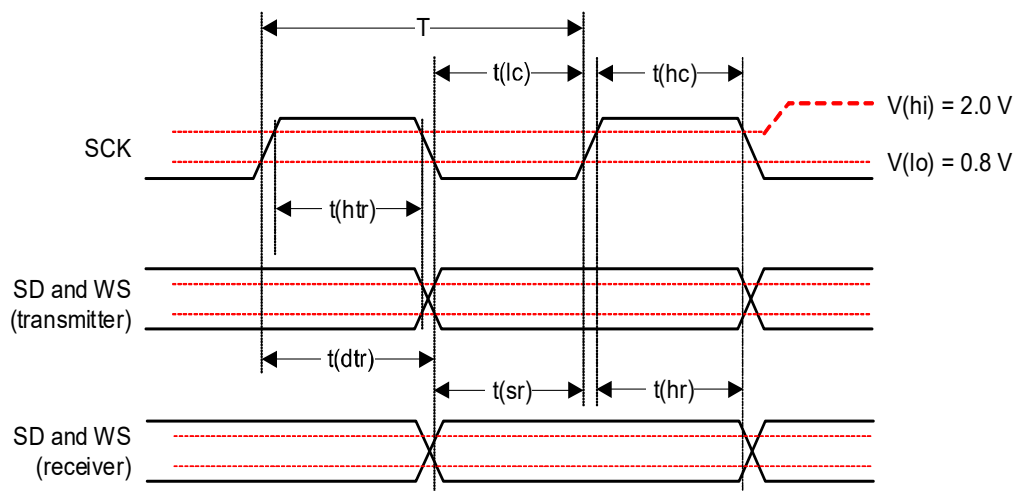 T
t(lc)
t(hc)
V(hi) = 2.0 V
SCK
V(lo) = 0.8 V
t(htr)
SD and WS
(transmitter)
t(dtr)
t(sr)
t(hr)
SD and WS
(receiver)